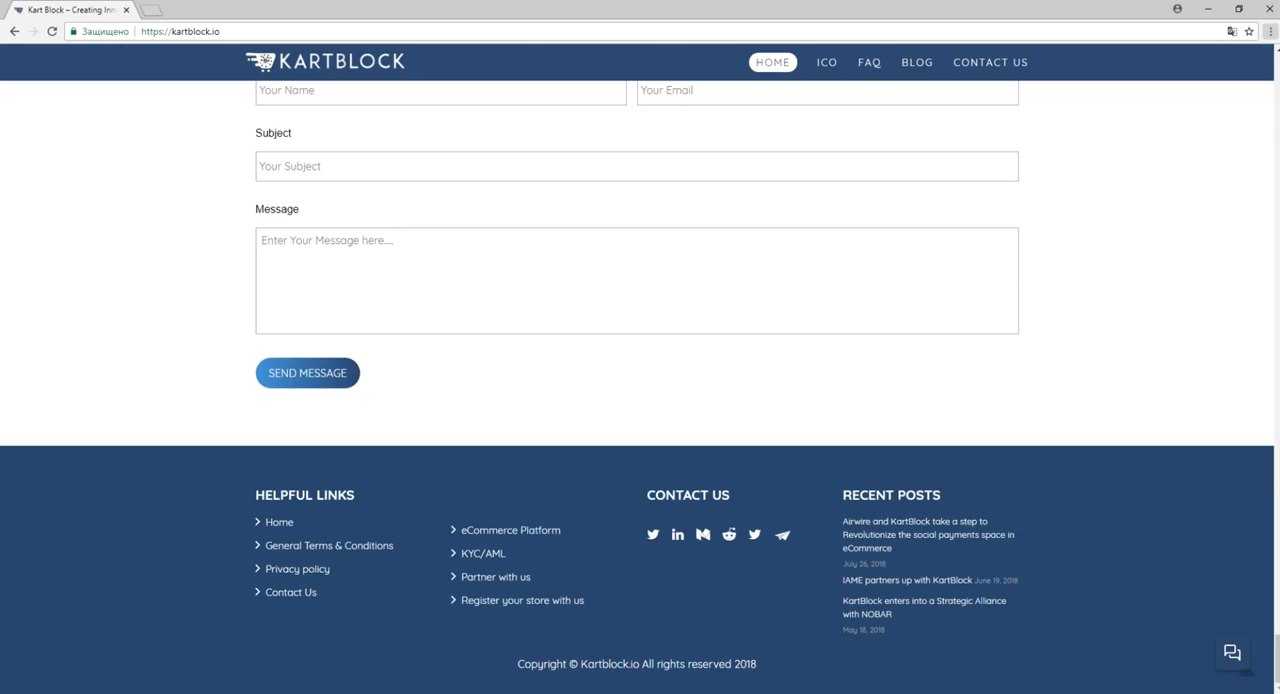 Kart Block – Creating Inn
Защищено
https://kartblock.io
KARTBLOCK
HOME
ICO
FAQ
BLOG
CONTACT US
Your Name
Your Email
Subject
Your Subject
Message
Enter Your Message here.....
SEND MESSAGE
HELPFUL LINKS
Home
General Terms & Conditions
Privacy policy
Contact Us
eCommerce Platform
KYC/AML
Partner with us
Register your store with us
CONTACT US
RECENT POSTS
Airwire and KartBlock take a step to
Revolutionize the social payments space in
eCommerce
July 26, 2018
IAME partners up with KartBlock June 19, 2018
KartBlock enters into a Strategic Alliance
with NOBAR
May 18, 2018
Copyright © Kartblock.io All rights reserved 2018